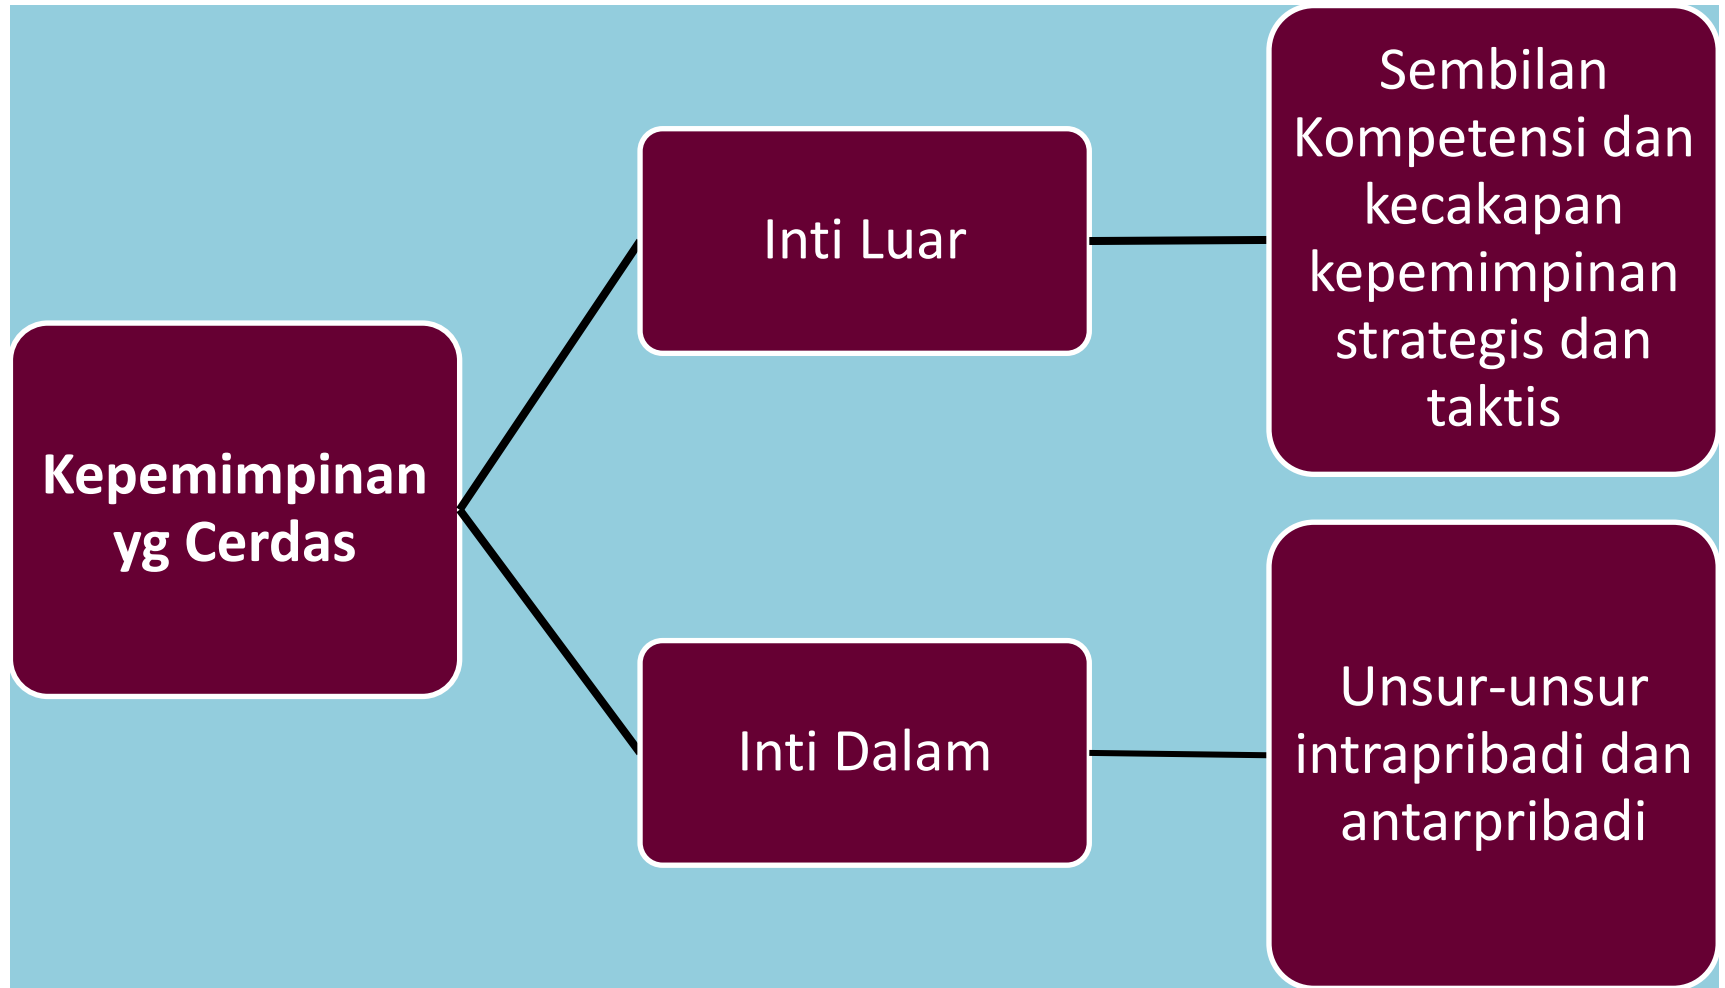 Kepemimpinan
yg Cerdas
Inti Luar
Sembilan
Kompetensi dan
kecakapan
kepemimpinan
strategis dan
taktis
Inti Dalam
Unsur-unsur
intrapribadi dan
antarpribadi